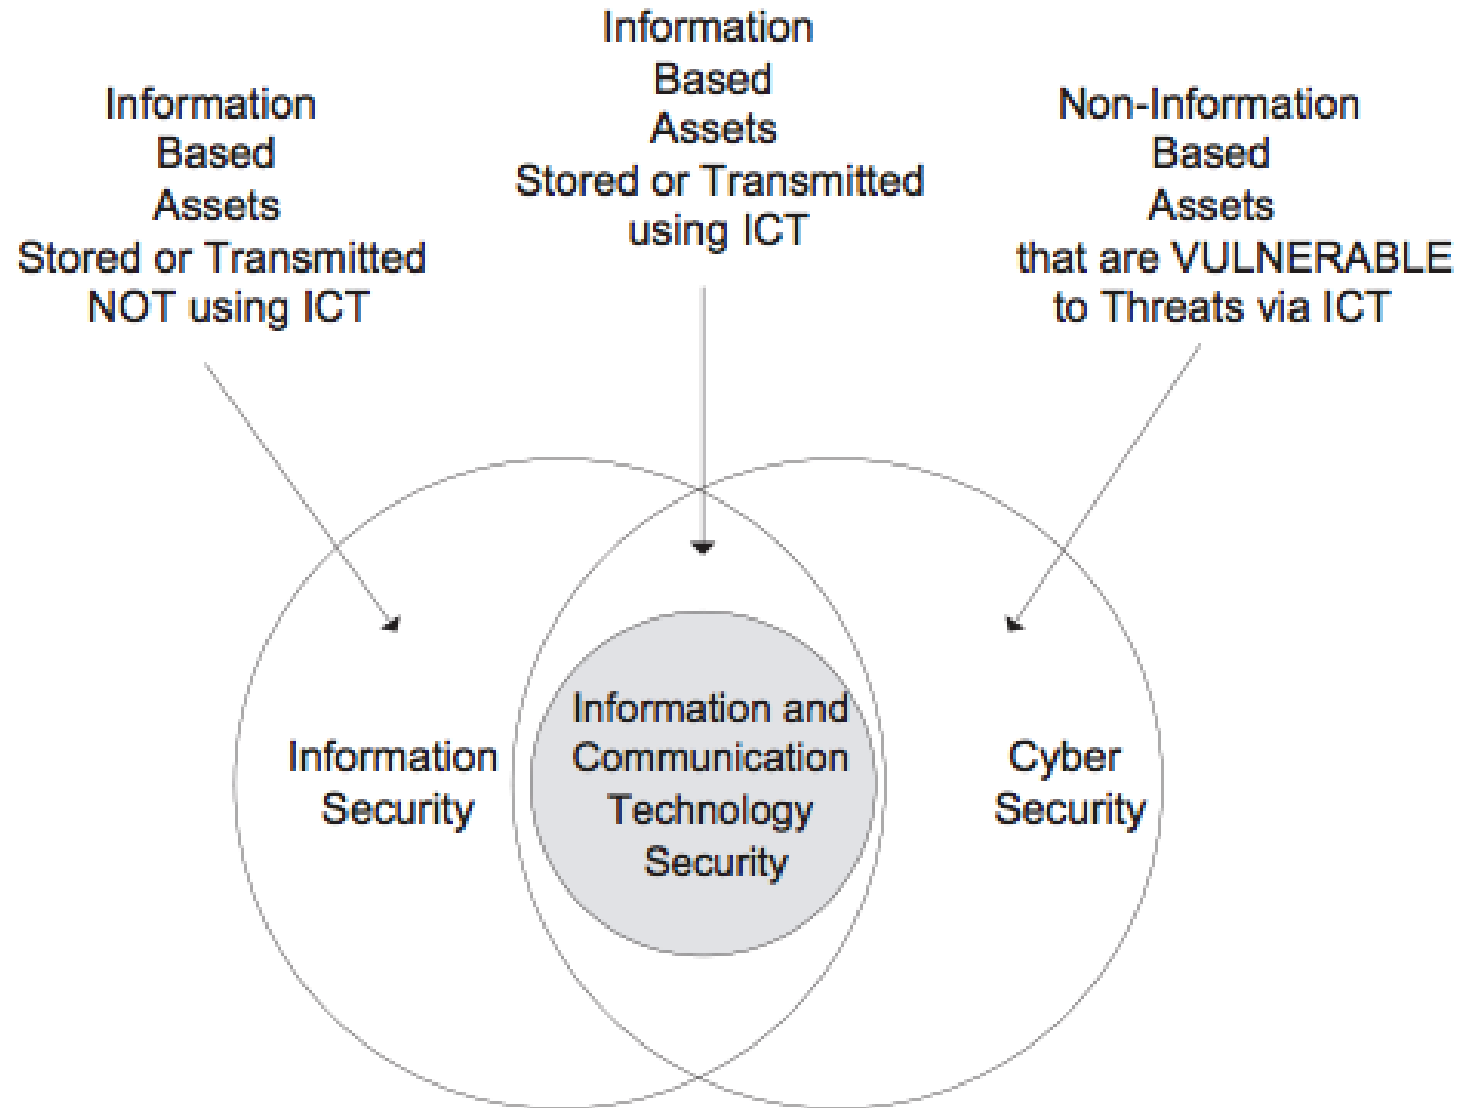 Information
Based
Assets
Stored or Transmitted
NOT using ICT
Information
Based
Assets
Stored or Transmitted
using ICT
Non-Information
Based
Assets
that are VULNERABLE
to Threats via ICT
Information
Security
Information and
Communication
Technology
Security
Cyber
Security